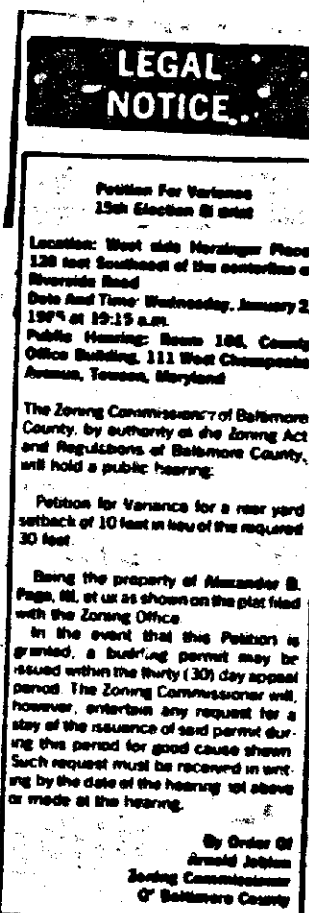 LEGAL
NOTICE
Petition For Variance
15th Election District
Location: West side Herzinger Place
120 feet Southeast of the centerline o
Riverside Road
Date And Time: Wednesday, January 2
1985 at 10:15 a.m.
Public Hearing: Room 106, County
Office Building, 111 West Chesapeake
Avenue, Towson, Maryland
The Zoning Commissioner of Baltimore
County, by authority of the Zoning Act
and Regulations of Baltimore County,
will hold a public hearing:
Petition for Variance for a rear yard
setback of 10 feet in lieu of the required
30 feet
Being the property of Alexander B.
Page, III, et ux as shown on the plat filed
with the Zoning Office.
In the event that this Petition is
granted, a building permit may be
issued within the thirty (30) day appeal
period. The Zoning Commissioner will,
however, entertain any request for a
stay of the issuance of said permit dur-
ing this period for good cause shown
Such request must be received in writ-
ing by the date of the hearing set above
or made at the hearing.
By Order Of
Arnold Jablon
Zoning Commissioner
Of Baltimore County